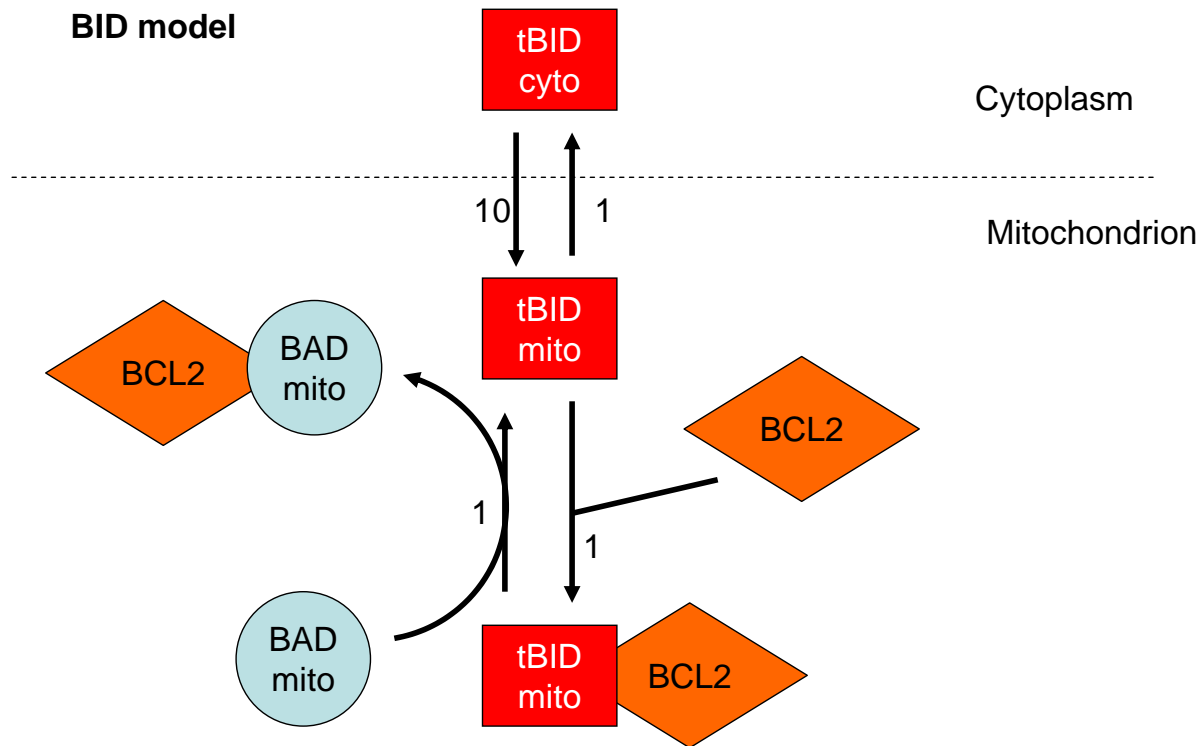 BID model
tBID
cyto
Cytoplasm
10
1
Mitochondrion
tBID
mito
BCL2
BAD
mito
BCL2
1
1
BAD
mito
tBID
mito
BCL2